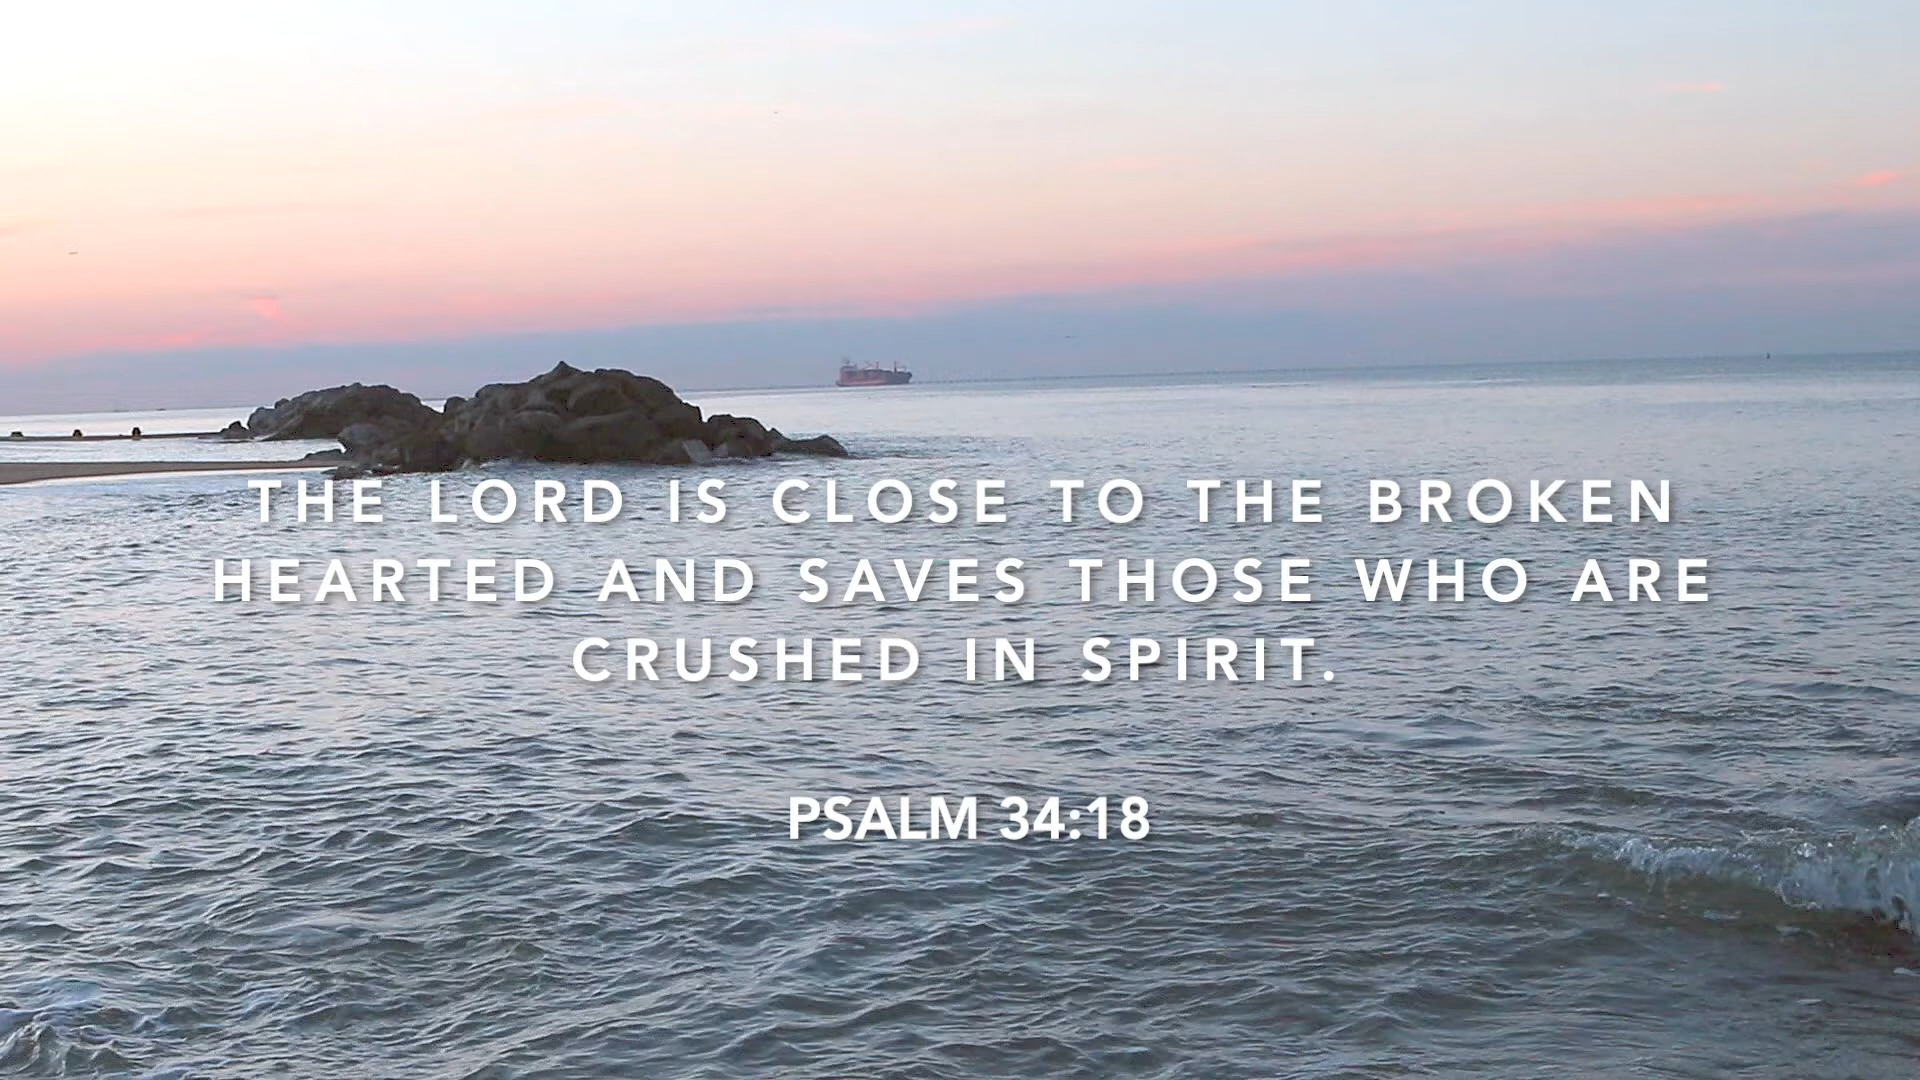 THE LORD IS CLOSE TO THE BROKEN
HEARTED AND SAVES THOSE WHO ARE
CRUSHED IN SPIRIT.
PSALM 34:18